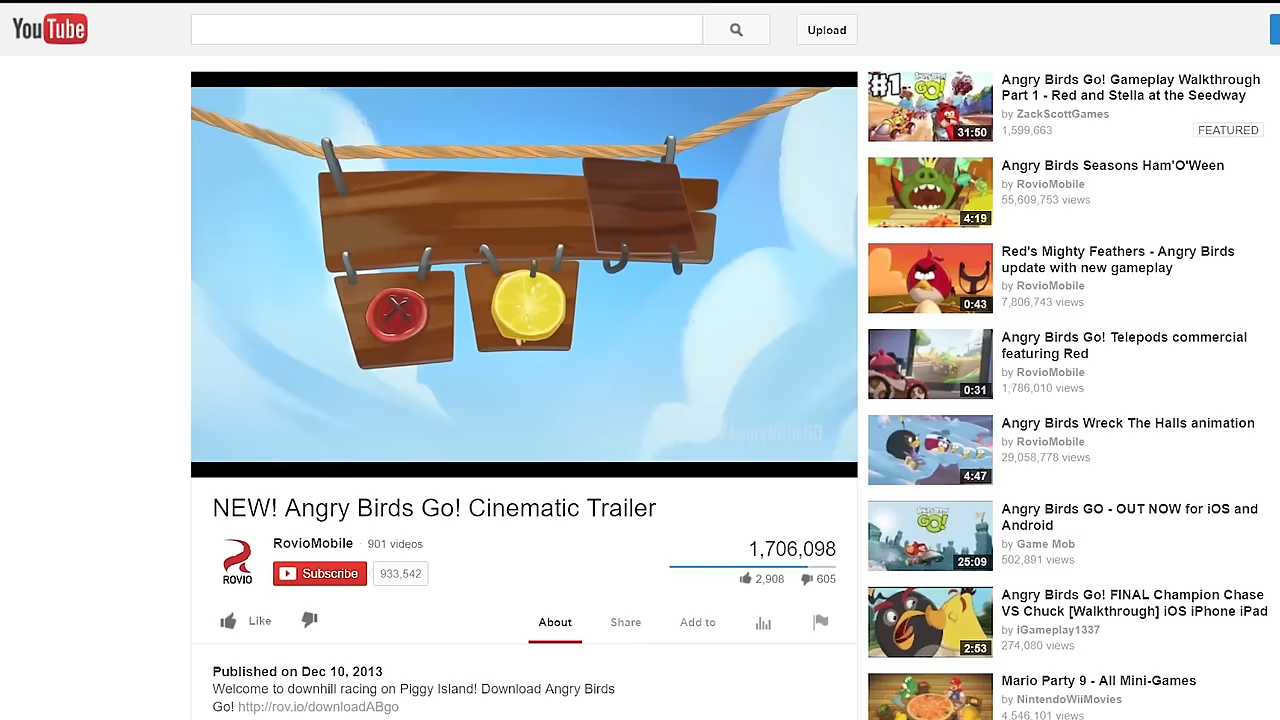 YouTube
Upload
NEW! Angry Birds Go! Cinematic Trailer
RovioMobile · 901 videos
ROVIO
Subscribe 933,542
1,706,098
2,908 605
Like
About Share Add to
Published on Dec 10, 2013
Welcome to downhill racing on Piggy Island! Download Angry Birds
Go! http://rov.io/downloadABgo
#1
GO!
31:50
Angry Birds Go! Gameplay Walkthrough
Part 1 - Red and Stella at the Seedway
by ZackScottGames
1,599,663
FEATURED
4:19
Angry Birds Seasons Ham'O'Ween
by RovioMobile
55,609,753 views
0:43
Red's Mighty Feathers - Angry Birds
update with new gameplay
by RovioMobile
7,806,743 views
0:31
Angry Birds Go! Telepods commercial
featuring Red
by RovioMobile
1,786,010 views
4:47
Angry Birds Wreck The Halls animation
by RovioMobile
29,058,778 views
GO!
25:09
Angry Birds GO - OUT NOW for iOS and
Android
by Game Mob
502,891 views
2:53
Angry Birds Go! FINAL Champion Chase
VS Chuck [Walkthrough] iOS iPhone iPad
by iGameplay1337
274,080 views
Mario Party 9 - All Mini-Games
by NintendoWiiMovies
4,546,101 views